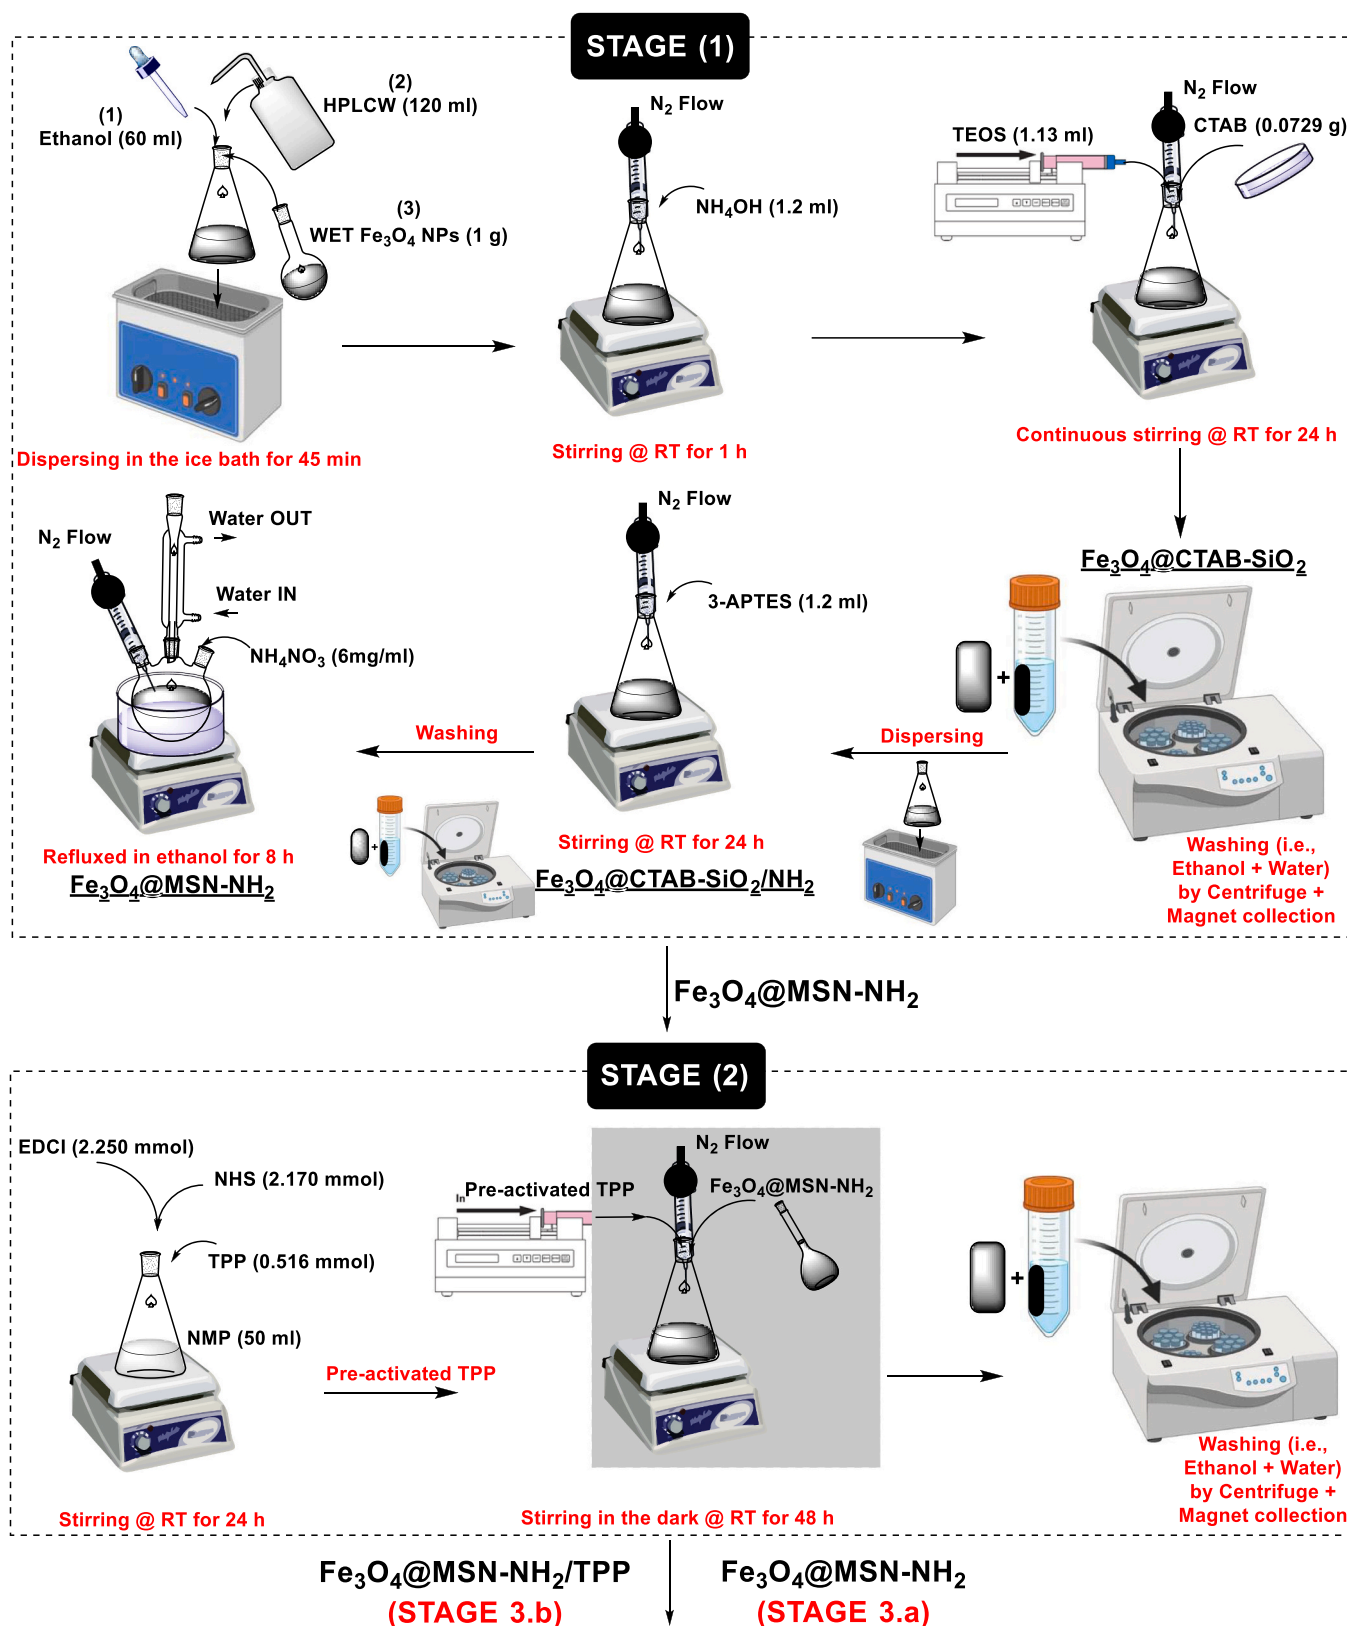 STAGE (1)
(1)
Ethanol (60 ml)
(2)
HPLCW (120 ml)
(3)
WET Fe3O4 NPs (1 g)
Dispersing in the ice bath for 45 min
N2 Flow
NH4OH (1.2 ml)
Stirring @ RT for 1 h
TEOS (1.13 ml)
N2 Flow
CTAB (0.0729 g)
Continuous stirring @ RT for 24 h
Fe3O4@CTAB-SiO2
+
Washing (i.e.,
Ethanol + Water)
by Centrifuge +
Magnet collection
Dispersing
N2 Flow
3-APTES (1.2 ml)
Stirring @ RT for 24 h
Fe3O4@CTAB-SiO2/NH2
Washing
+
Water OUT
N2 Flow
Water IN
NH4NO3 (6mg/ml)
Refluxed in ethanol for 8 h
Fe3O4@MSN-NH2
Fe3O4@MSN-NH2
STAGE (2)
EDCI (2.250 mmol)
NHS (2.170 mmol)
TPP (0.516 mmol)
NMP (50 ml)
Stirring @ RT for 24 h
Pre-activated TPP
In
Pre-activated TPP
N2 Flow
Fe3O4@MSN-NH2
Stirring in the dark @ RT for 48 h
+
Washing (i.e.,
Ethanol + Water)
by Centrifuge +
Magnet collection
Fe3O4@MSN-NH2/TPP
(STAGE 3.b)
Fe3O4@MSN-NH2
(STAGE 3.a)